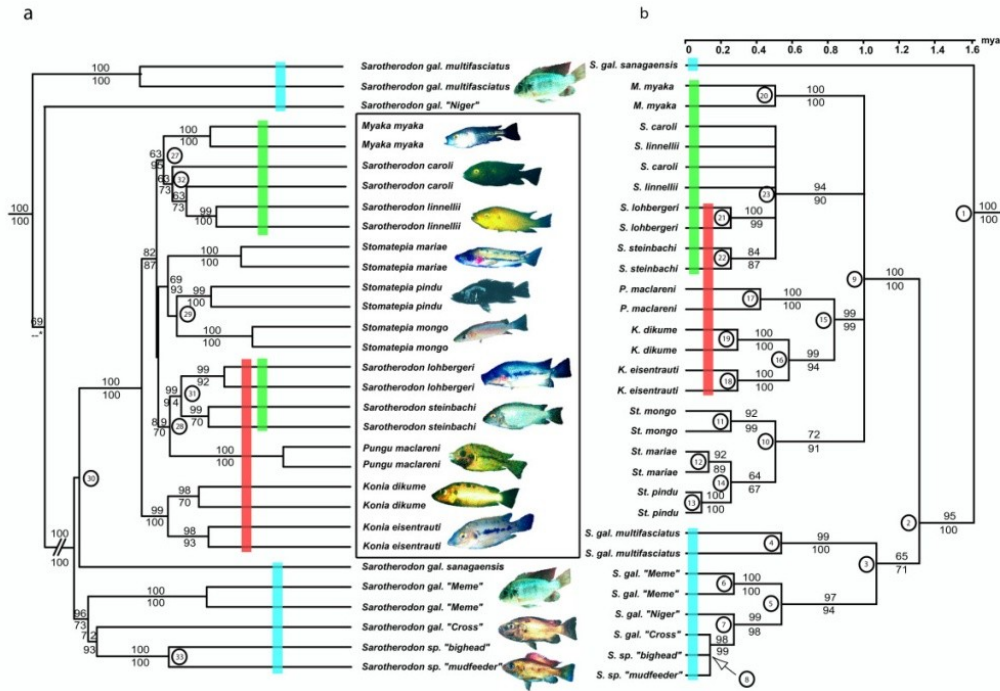 a
Sarotherodon gal. multifasciatus
Sarotherodon gal. multifasciatus
Sarotherodon gal. "Niger"
Myaka myaka
Myaka myaka
Sarotherodon caroli
Sarotherodon caroli
Sarotherodon linnellii
Sarotherodon linnellii
Stomatepia mariae
Stomatepia mariae
Stomatepia pindu
Stomatepia pindu
Stomatepia mongo
Stomatepia mongo
Sarotherodon lohbergeri
Sarotherodon lohbergeri
Sarotherodon steinbachi
Sarotherodon steinbachi
Pungu maclareni
Pungu maclareni
Konia dikume
Konia dikume
Konia eisentrauti
Konia eisentrauti
Sarotherodon gal. sanagaensis
Sarotherodon gal. "Meme"
Sarotherodon gal. "Meme"
Sarotherodon gal. "Cross"
Sarotherodon sp. "bighead"
Sarotherodon sp. "mudfeeder"
100
100
100
100
69
--*
100
100
100
100
82
87
63
95
27
100
100
63
73
32
63
73
99
100
69
93
100
100
99
100
29
100
100
99
94
31
99
92
99
70
28
100
100
99
100
98
70
98
93
30
96
73
100
100
72
93
100
100
33
b
0 0.2 0.4 0.6 0.8 1.0 1.2 1.4 1.6 mya
S. gal. sanagaensis
M. myaka
M. myaka
S. caroli
S. linnellii
S. caroli
S. linnellii
S. lohbergeri
S. lohbergeri
S. steinbachi
S. steinbachi
P. maclareni
P. maclareni
K. dikume
K. dikume
K. eisentrauti
K. eisentrauti
St. mongo
St. mongo
St. mariae
St. mariae
St. pindu
St. pindu
S. gal. multifasciatus
S. gal. multifasciatus
S. gal. "Meme"
S. gal. "Meme"
S. gal. "Niger"
S. gal. "Cross"
S. sp. "bighead"
S. sp. "mudfeeder"
20
100
100
23
94
90
21
100
99
22
84
87
1
100
100
9
100
100
17
100
100
15
99
99
19
100
100
16
99
94
18
100
100
11
92
99
10
72
91
12
92
89
14
64
67
13
100
100
2
95
100
4
99
100
3
65
71
6
100
100
5
97
94
7
99
98
98
99
8